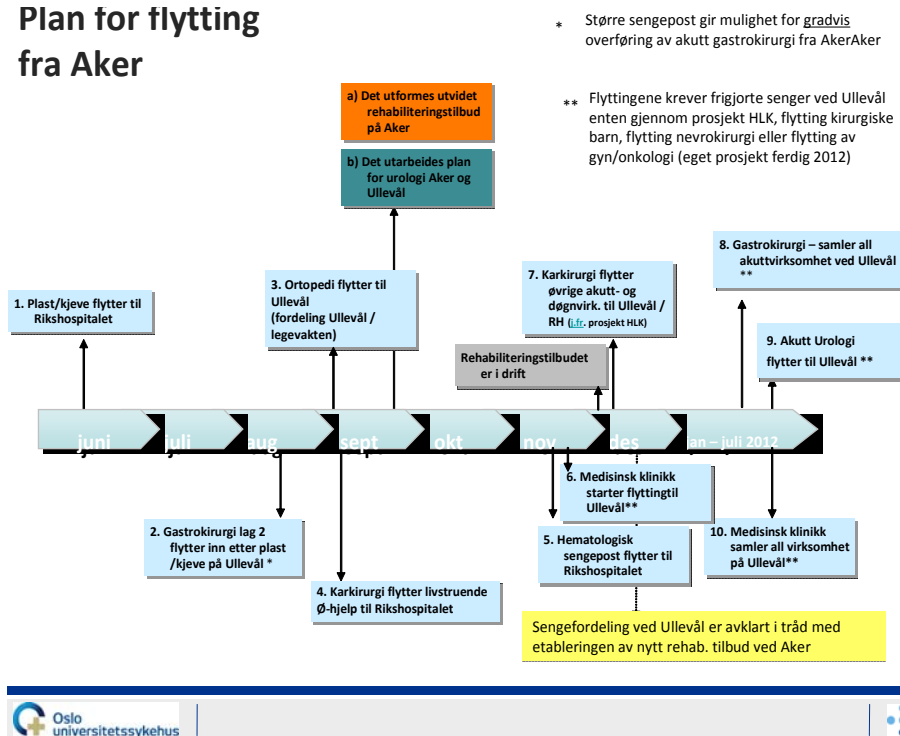 Plan for flytting
fra Aker
* Større sengepost gir mulighet for gradvis
overføring av akutt gastrokirurgi fra AkerAker
** Flyttingene krever frigjorte senger ved Ullevål
enten gjennom prosjekt HLK, flytting kirurgiske
barn, flytting nevrokirurgi eller flytting av
gyn/onkologi (eget prosjekt ferdig 2012)
a) Det utformes utvidet
rehabiliteringstilbud
på Aker
b) Det utarbeides plan
for urologi Aker og
Ullevål
1. Plast/kjeve flytter til
Rikshospitalet
3. Ortopedi flytter til
Ullevål
(fordeling Ullevål /
legevakten)
7. Karkirurgi flytter
øvrige akutt- og
døgnvirk. til Ullevål /
RH (j.fr. prosjekt HLK)
8. Gastrokirurgi – samler all
akuttvirksomhet ved Ullevål
**
9. Akutt Urologi
flytter til Ullevål **
Rehabiliteringstilbudet
er i drift
juni
juli
aug
sept
okt
nov
des
jan – juli 2012
2. Gastrokirurgi lag 2
flytter inn etter plast
/kjeve på Ullevål *
4. Karkirurgi flytter livstruende
Ø-hjelp til Rikshospitalet
6. Medisinsk klinikk
starter flyttingtil
Ullevål**
5. Hematologisk
sengepost flytter til
Rikshospitalet
10. Medisinsk klinikk
samler all virksomhet
på Ullevål**
Sengefordeling ved Ullevål er avklart i tråd med
etableringen av nytt rehab. tilbud ved Aker
Oslo
universitetssykehus